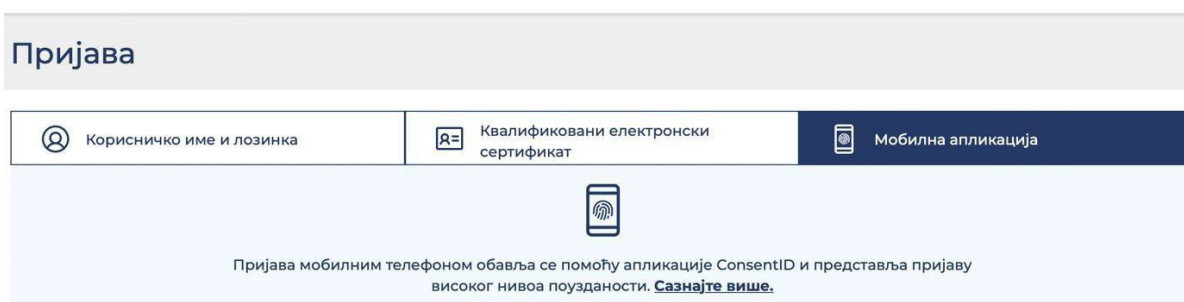 Пријава
Корисничко име и лозинка
Квалификовани електронски
сертификат
Мобилна апликација
Пријава мобилним телефоном обавља се помоћу апликације ConsentID и представља пријаву
високог нивоа поузданости. Сазнајте више.